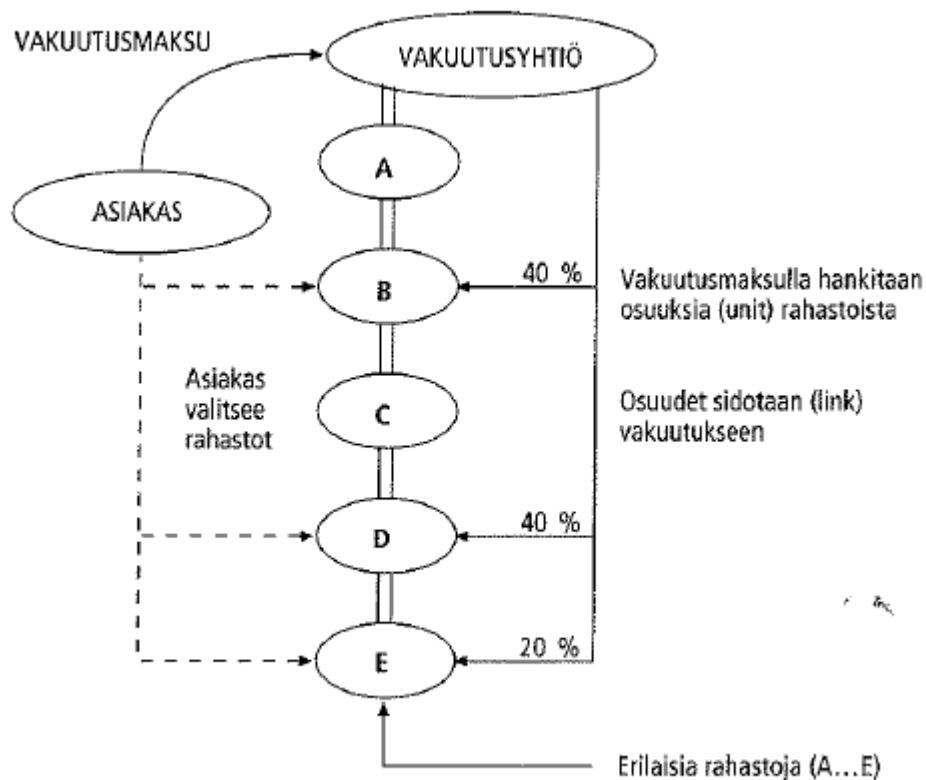 VAKUUTUSMAKSU
VAKUUTUSYHTIÖ
A
ASIAKAS
B
40 %
Vakuutusmaksulla hankitaan
osuuksia (unit) rahastoista
Asiakas
valitsee
rahastot
C
Osuudet sidotaan (link)
vakuutukseen
D
40 %
E
20 %
Erilaisia rahastoja (A...E)